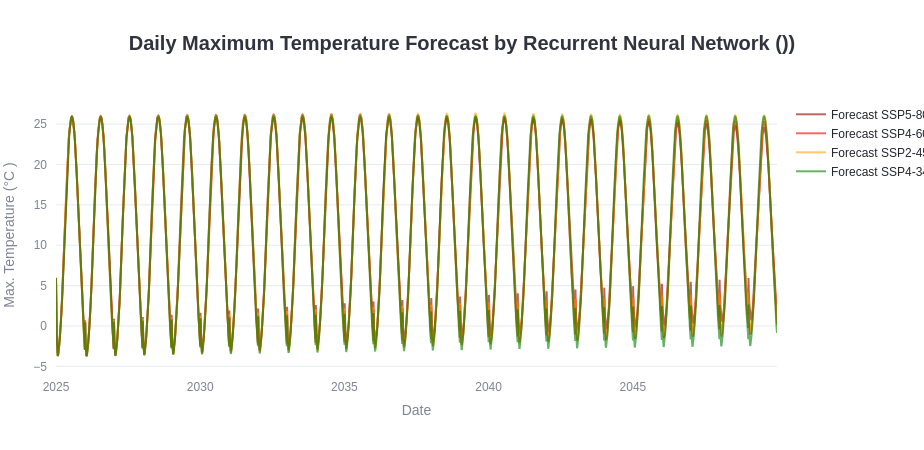 Daily Maximum Temperature Forecast by Recurrent Neural Network ())
Max. Temperature (°C )
25
20
15
10
5
0
−5
2025
2030
2035
2040
2045
Date
Forecast SSP5-8
Forecast SSP4-6
Forecast SSP2-4
Forecast SSP4-3